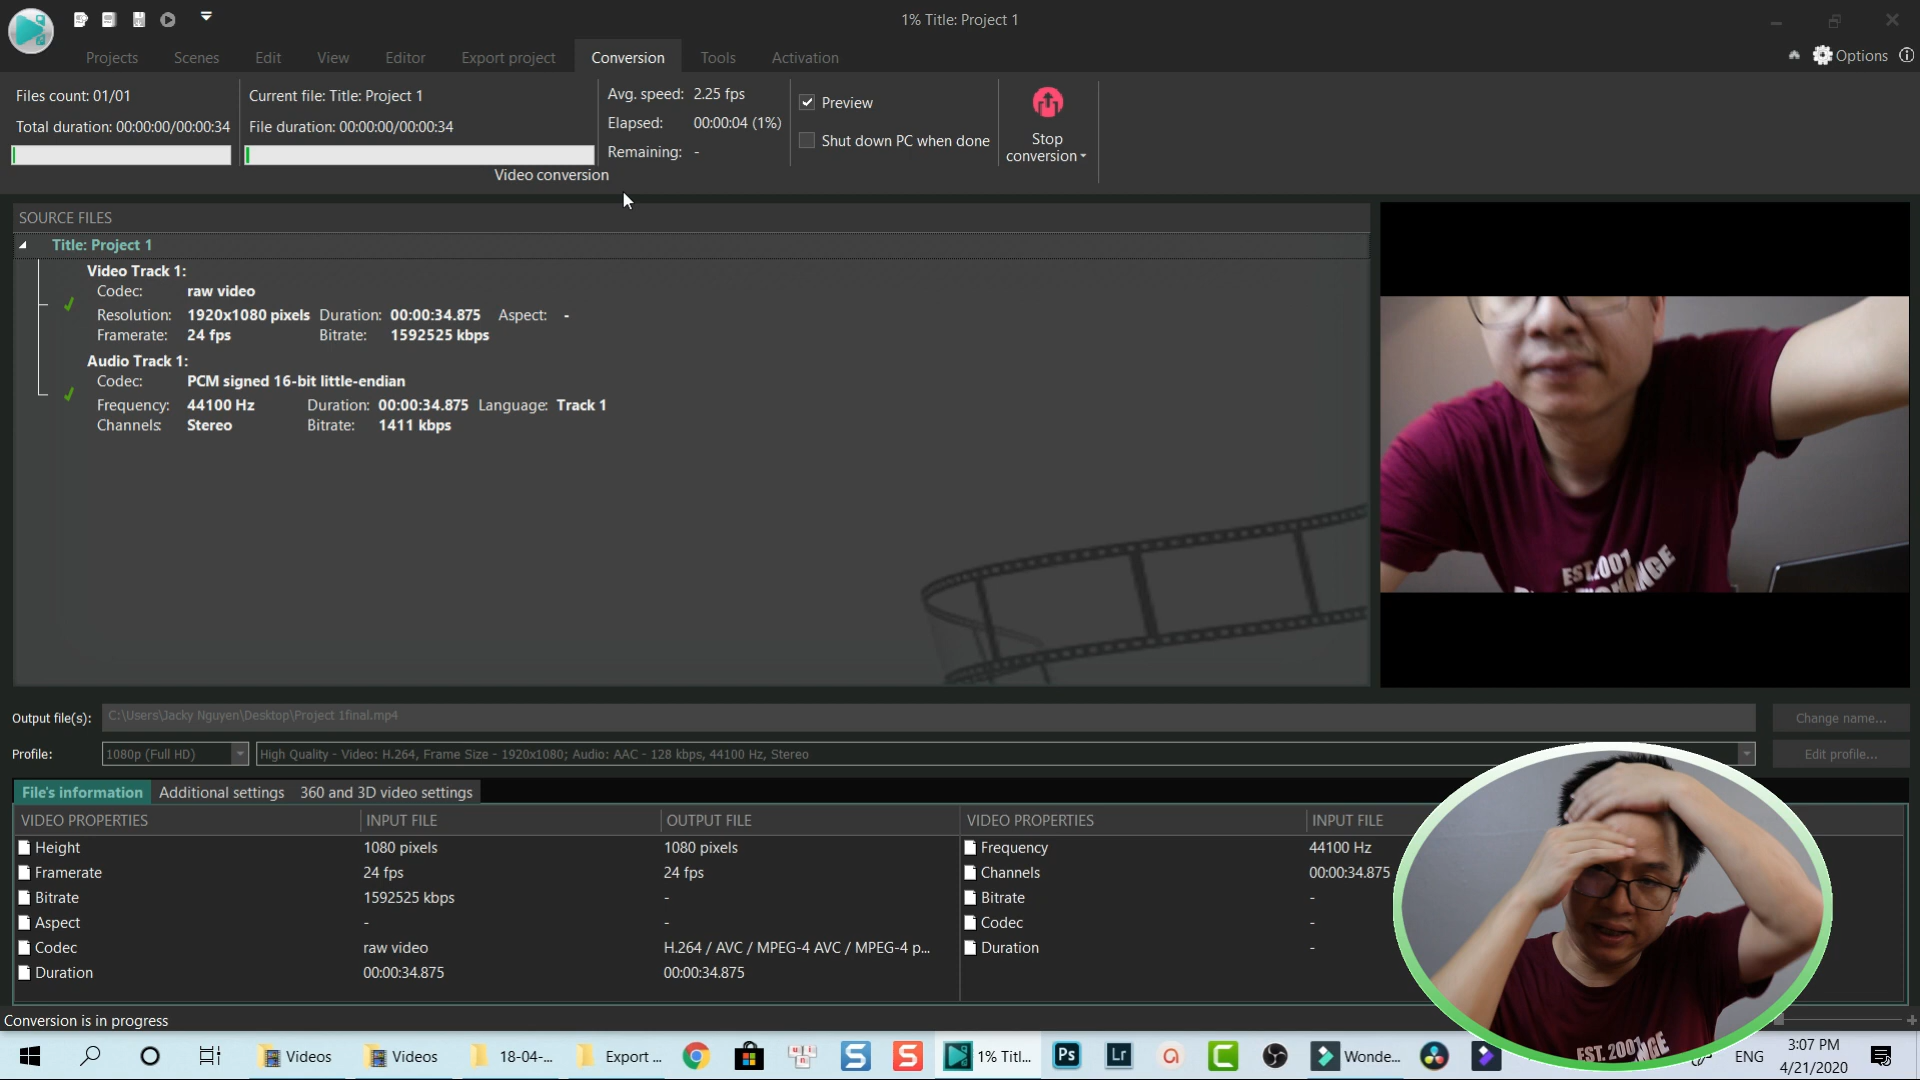 1% Title: Project 1
Projects Scenes Edit View Editor Export project Conversion Tools Activation Options
Files count: 01/01
Total duration: 00:00:00/00:00:34
Current file: Title: Project 1
File duration: 00:00:00/00:00:34
Avg. speed: 2.25 fps
Elapsed: 00:00:04 (1%)
Remaining: -
Preview
Shut down PC when done
Stop
conversion
Video conversion
SOURCE FILES
Title: Project 1
Video Track 1:
Codec: raw video
Resolution: 1920x1080 pixels Duration: 00:00:34.875 Aspect: -
Framerate: 24 fps Bitrate: 1592525 kbps
Audio Track 1:
Codec: PCM signed 16-bit little-endian
Frequency: 44100 Hz Duration: 00:00:34.875 Language: Track 1
Channels: Stereo Bitrate: 1411 kbps
EST.2001
Output file(s): C:\Users\Jacky Nguyen\Desktop\Project 1final.mp4 Change name...
Profile: 1080p (Full HD) High Quality - Video: H.264, Frame Size - 1920x1080; Audio: AAC - 128 kbps, 44100 Hz, Stereo Edit profile...
File's information Additional settings 360 and 3D video settings
VIDEO PROPERTIES INPUT FILE OUTPUT FILE VIDEO PROPERTIES INPUT FILE
Height 1080 pixels 1080 pixels Frequency 44100 Hz
Framerate 24 fps 24 fps Channels 00:00:34.875
Bitrate 1592525 kbps - Bitrate -
Aspect - - Codec -
Codec raw video H.264 / AVC / MPEG-4 AVC / MPEG-4 p... Duration -
Duration 00:00:34.875 00:00:34.875
EST. 2001
Conversion is in progress
Videos Videos 18-04-... Export ... S S 1% Titl... Ps Lr a C Wonde... ENG
3:07 PM
4/21/2020